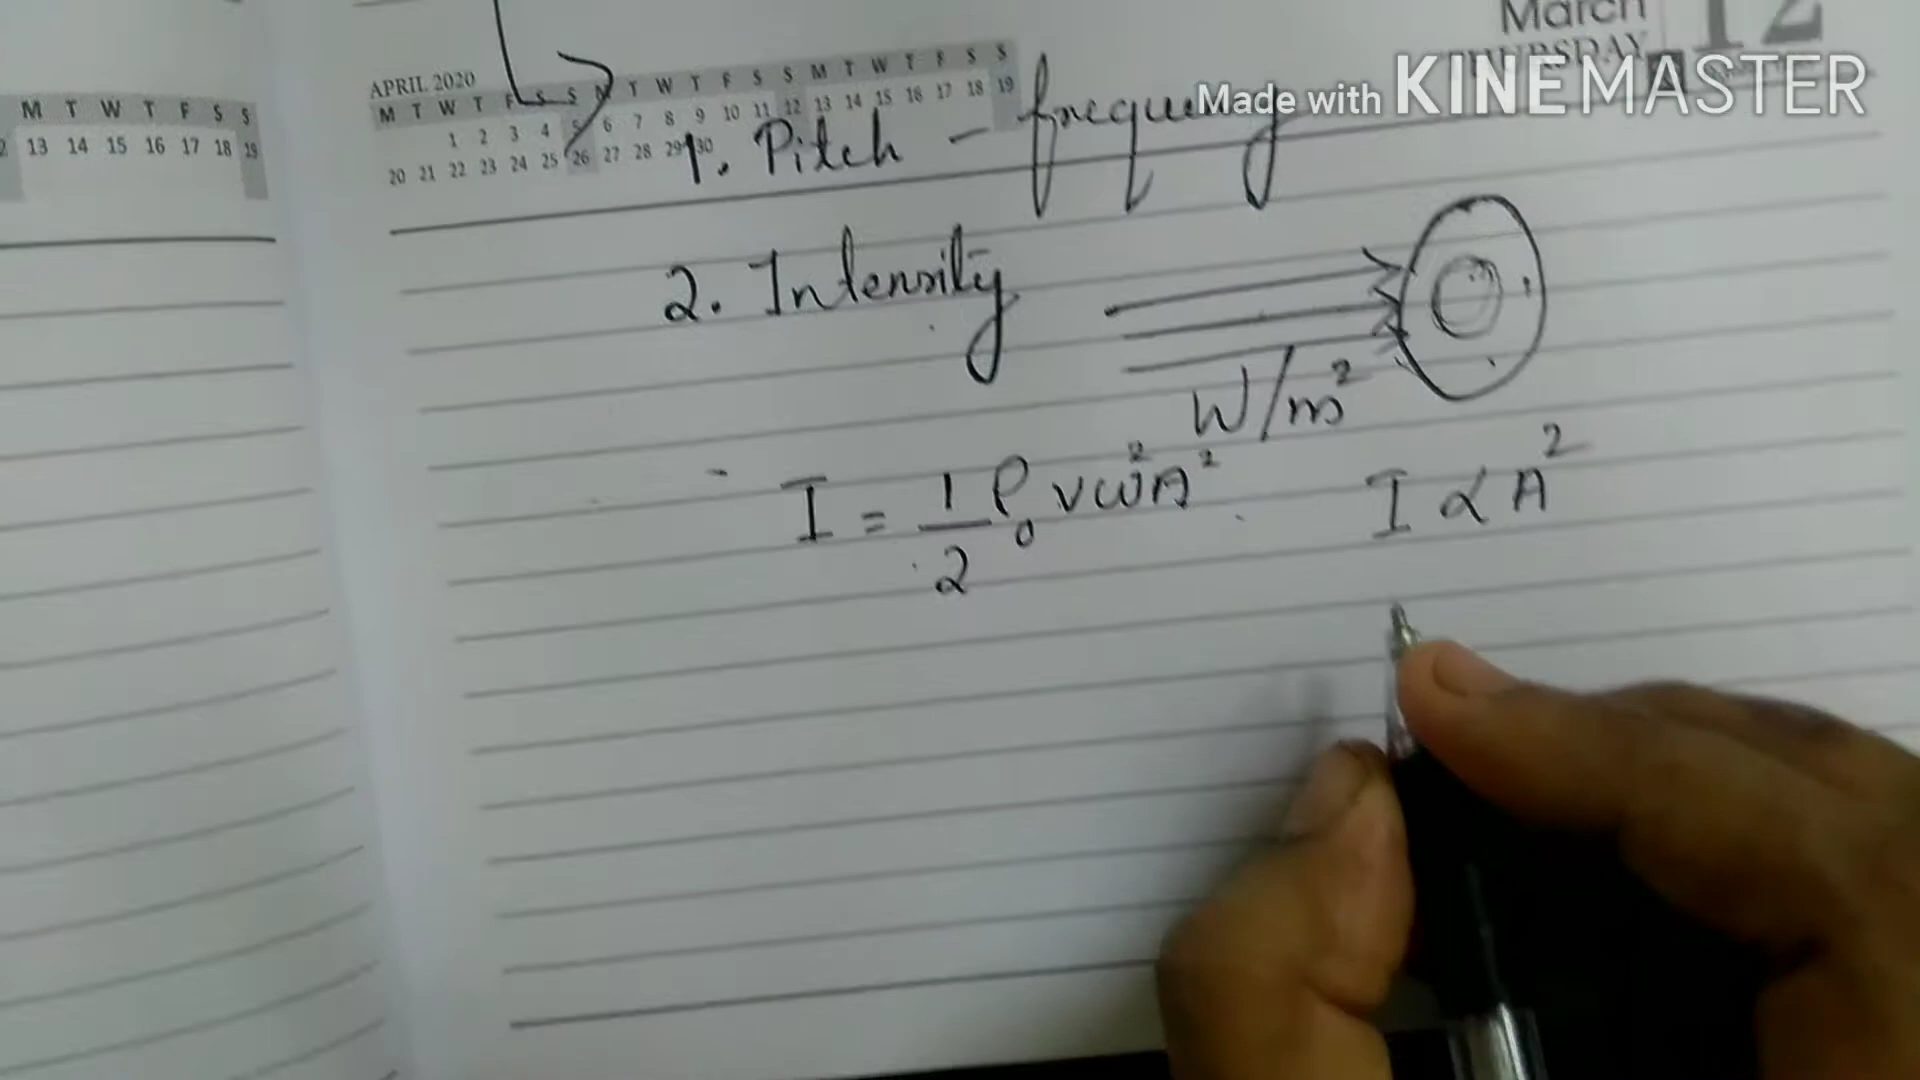 March 12
THURSDAY
Made with KINEMASTER
APRIL 2020
M T W T F S S M T W T F S S M T W T F S S
1 2 3 4 5 6 7 8 9 10 11 12 13 14 15 16 17 18 19
20 21 22 23 24 25 26 27 28 29 30
M T W T F S S
13 14 15 16 17 18 19
1. Pitch - frequency
2. Intensity
W/m²
I = 1/2 ρ₀ v ω² A²
I ∝ A²